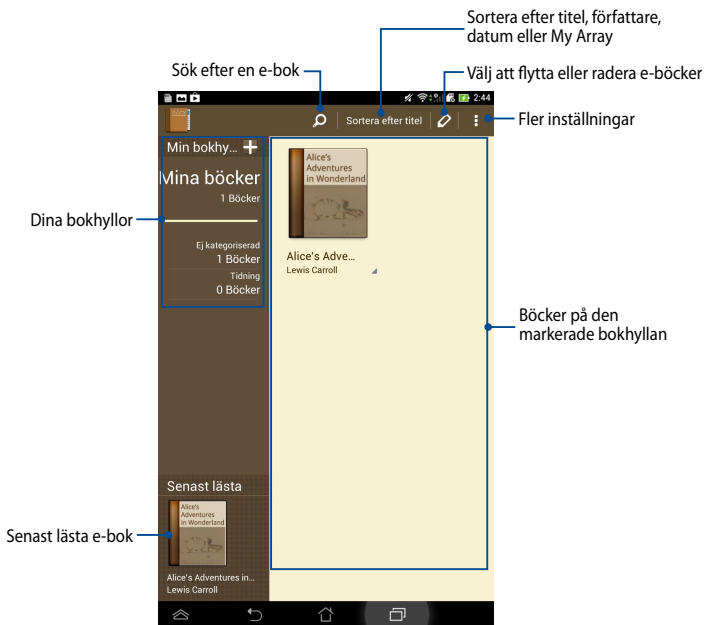 Sortera efter titel, författare,
datum eller My Array
Sök efter en e-bok
Välj att flytta eller radera e-böcker
2:44
Sortera efter titel
Fler inställningar
Min bokhy...
Mina böcker
1 Böcker
Dina bokhyllor
Ej kategoriserad
1 Böcker
Tidning
0 Böcker
Alice's
Adventures
in Wonderland
Alice's Adve...
Lewis Carroll
Böcker på den
markerade bokhyllan
Senast lästa
Alice's
Adventures
in Wonderland
Senast lästa e-bok
Alice's Adventures in...
Lewis Carroll